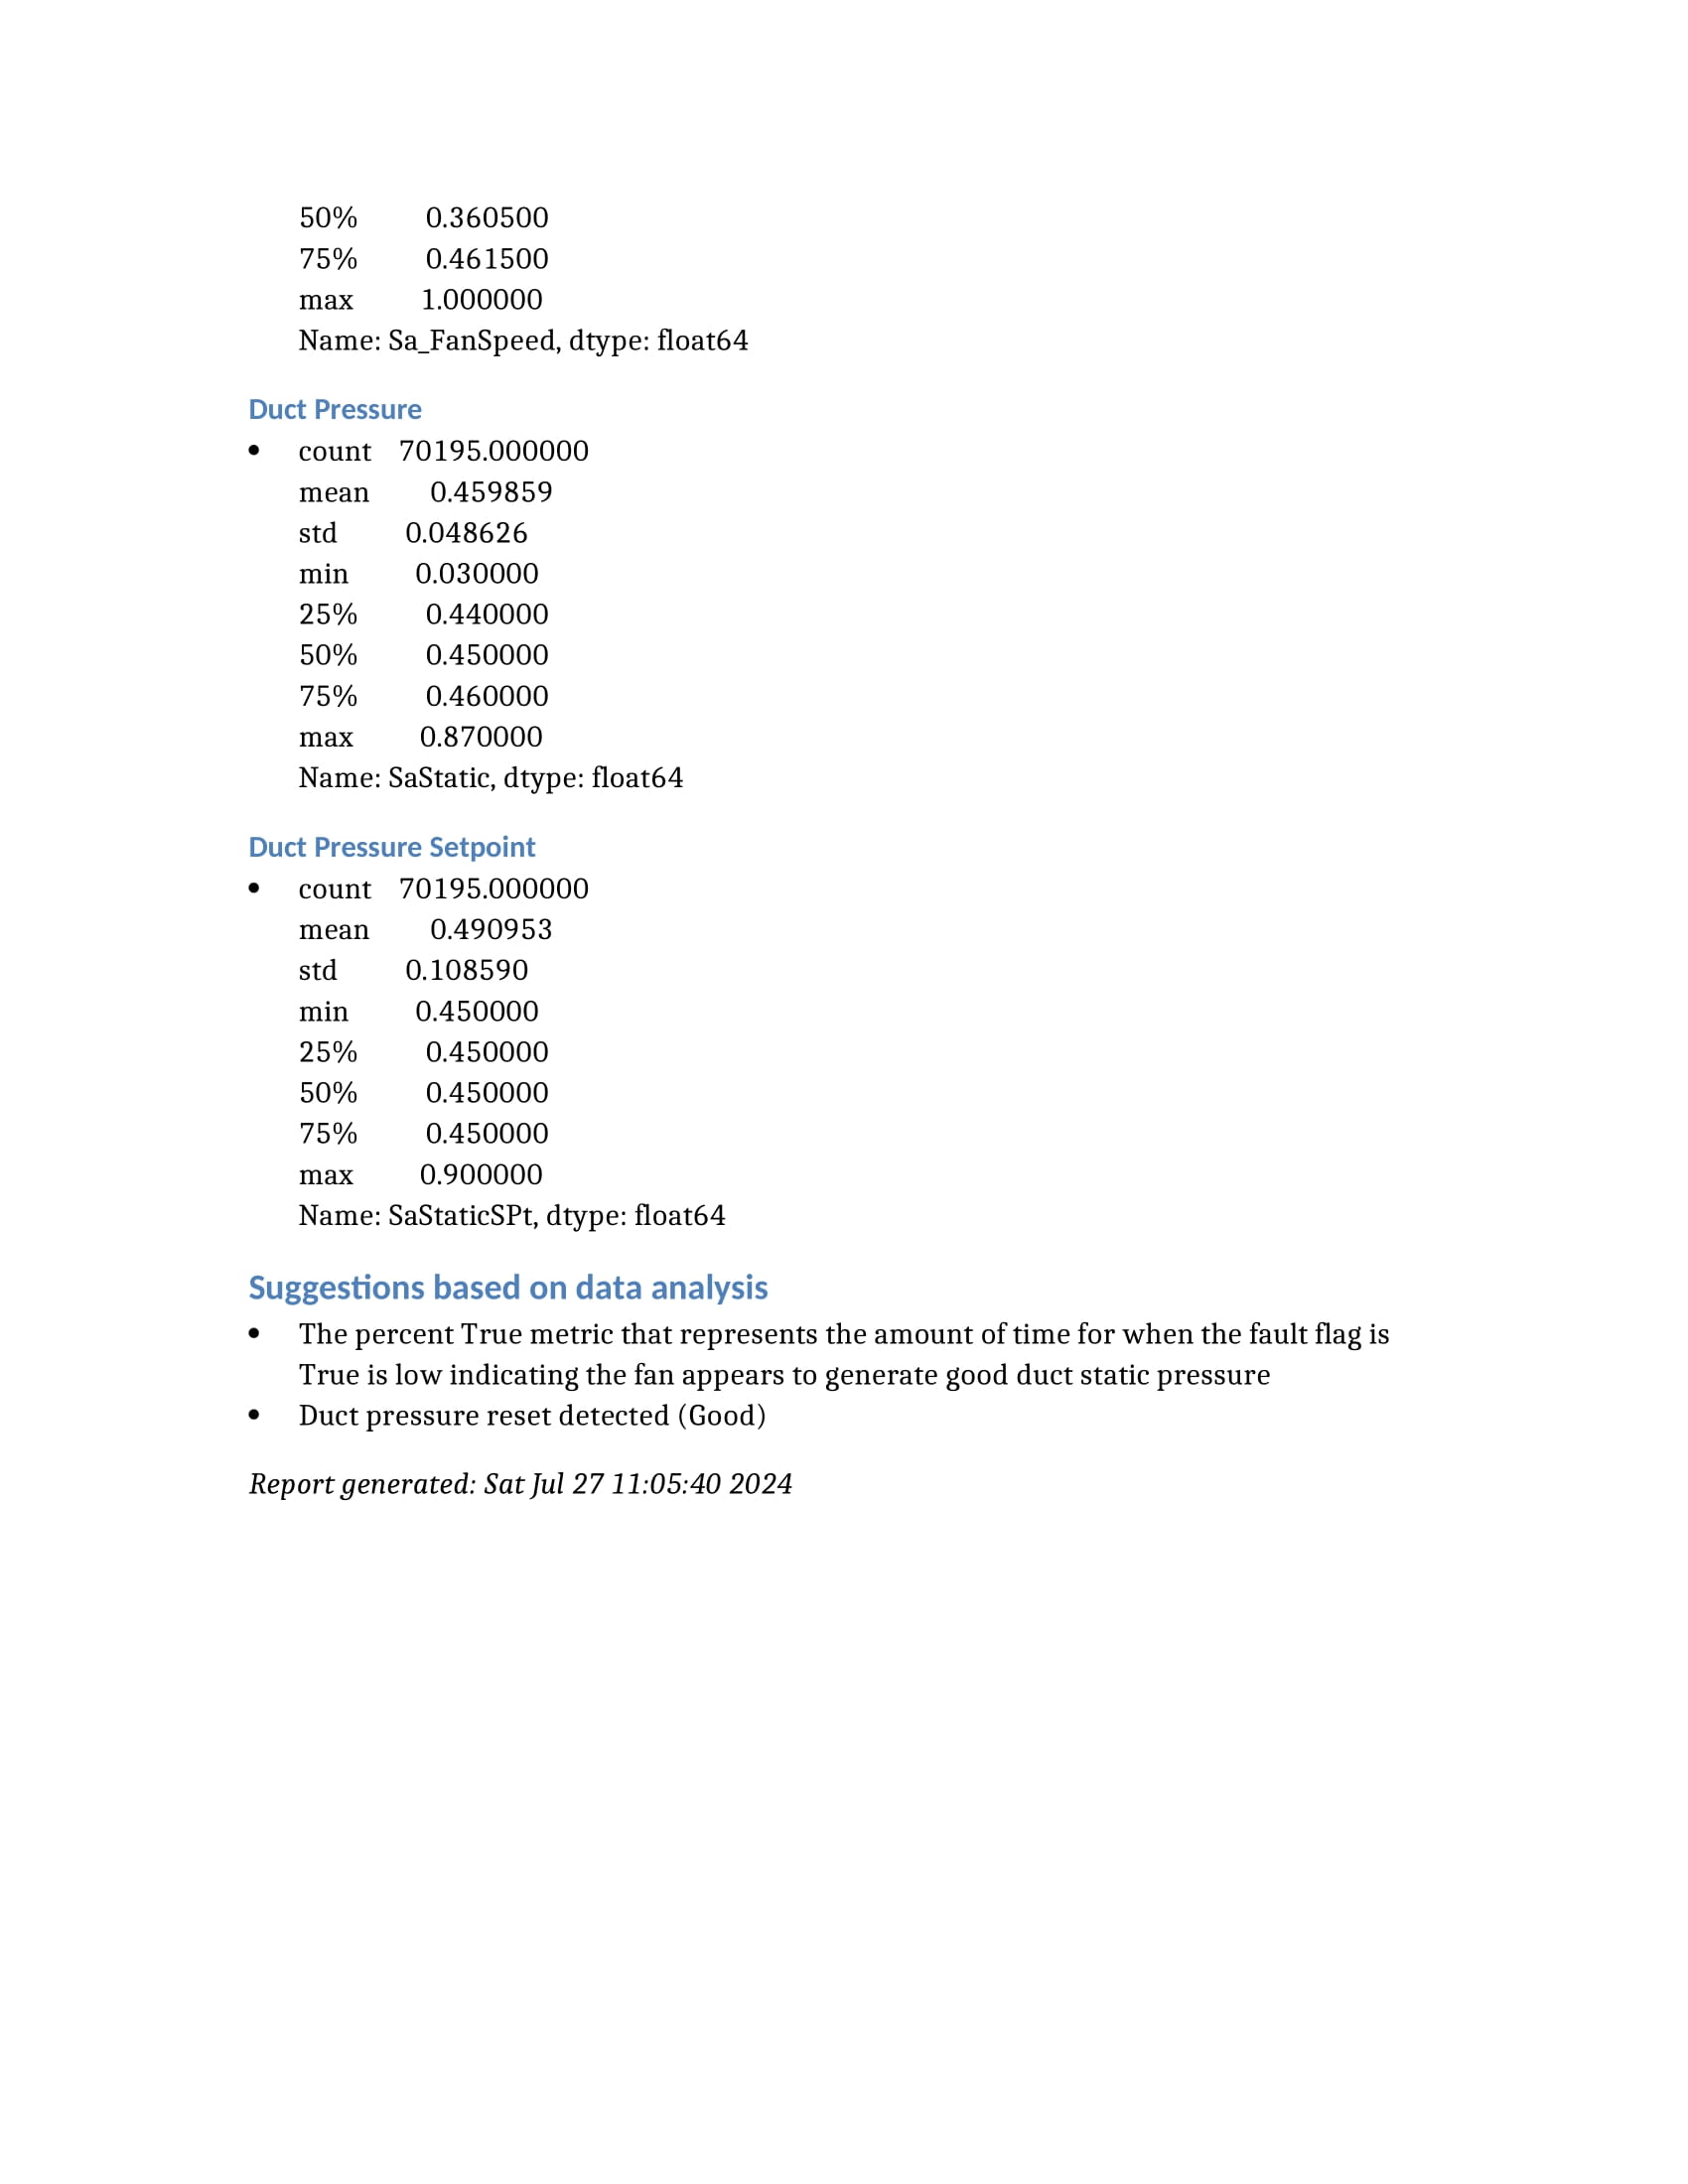 50% 0.360500
75% 0.461500
max 1.000000
Name: Sa_FanSpeed, dtype: float64
Duct Pressure
• count 70195.000000
mean 0.459859
std 0.048626
min 0.030000
25% 0.440000
50% 0.450000
75% 0.460000
max 0.870000
Name: SaStatic, dtype: float64
Duct Pressure Setpoint
• count 70195.000000
mean 0.490953
std 0.108590
min 0.450000
25% 0.450000
50% 0.450000
75% 0.450000
max 0.900000
Name: SaStaticSPt, dtype: float64
Suggestions based on data analysis
• The percent True metric that represents the amount of time for when the fault flag is
True is low indicating the fan appears to generate good duct static pressure
• Duct pressure reset detected (Good)
Report generated: Sat Jul 27 11:05:40 2024